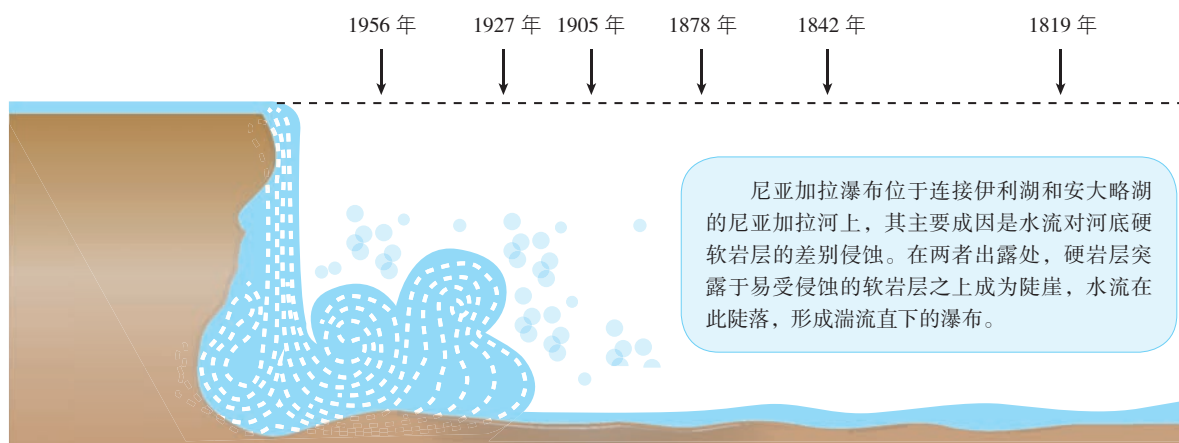 1956 年 1927 年 1905 年 1878 年 1842 年 1819 年
尼亚加拉瀑布位于连接伊利湖和安大略湖
的尼亚加拉河上，其主要成因是水流对河底硬
软岩层的差别侵蚀。在两者出露处，硬岩层突
露于易受侵蚀的软岩层之上成为陡崖，水流在
此陡落，形成湍流直下的瀑布。